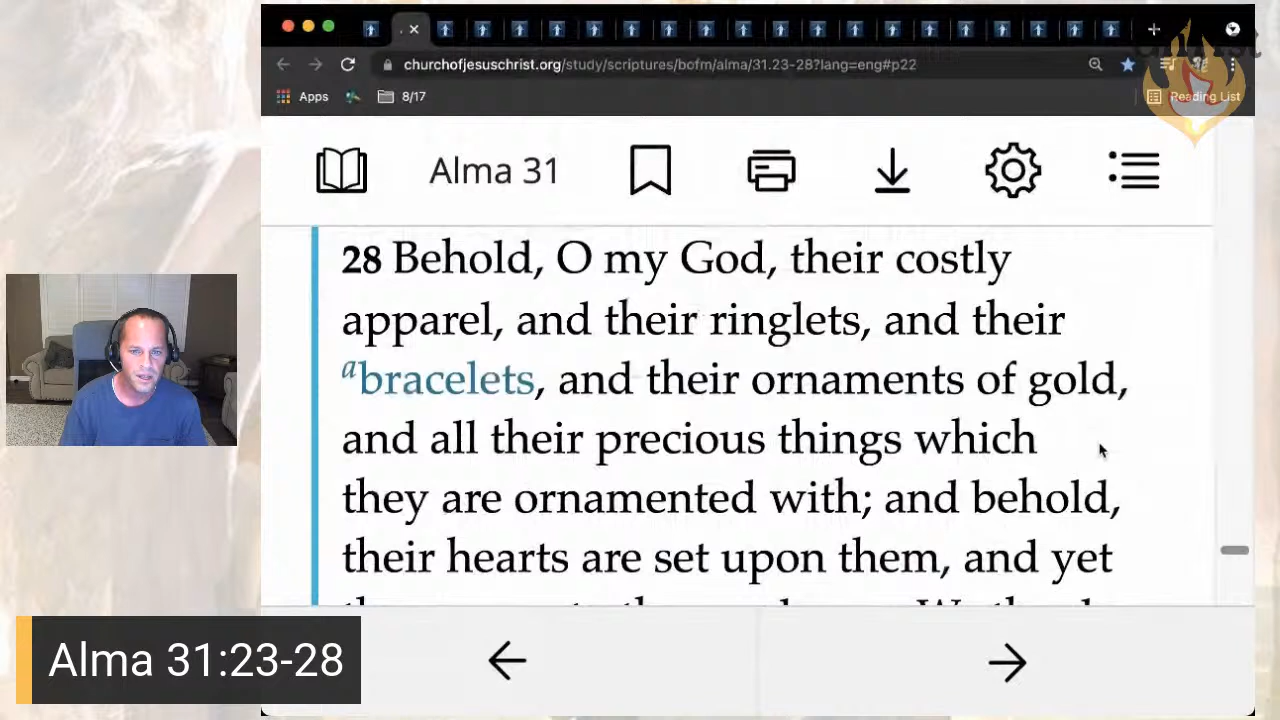 churchofjesuschrist.org/study/scriptures/bofm/alma/31.23-28?lang=eng#p22
Apps 8/17 Reading List
Alma 31
28 Behold, O my God, their costly
apparel, and their ringlets, and their
a bracelets, and their ornaments of gold,
and all their precious things which
they are ornamented with; and behold,
their hearts are set upon them, and yet
Alma 31:23-28